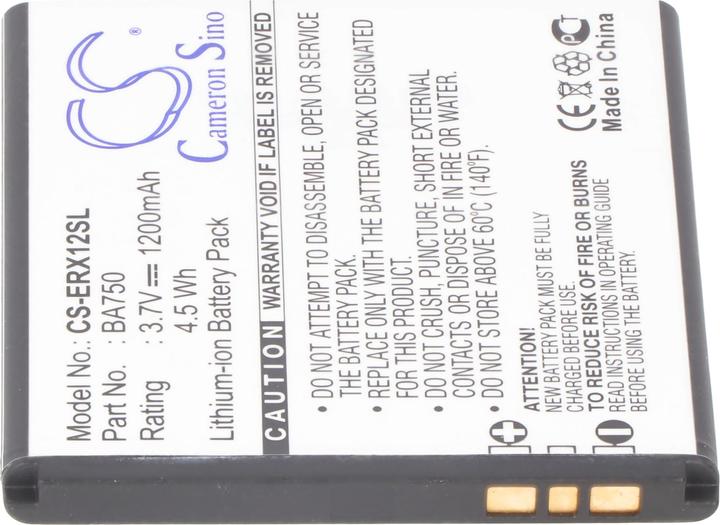 CS
Cameron Sino
Model No.: CS-ERX12SL
Part No. : BA750
Rating : 3.7V 1200mAh
4.5 Wh
Lithium-ion Battery Pack
CAUTION WARRANTY VOID IF LABEL IS REMOVED
• DO NOT ATTEMPT TO DISASSEMBLE, OPEN OR SERVICE
THE BATTERY PACK.
• REPLACE ONLY WITH THE BATTERY PACK DESIGNATED
FOR THIS PRODUCT.
• DO NOT CRUSH, PUNCTURE, SHORT EXTERNAL
CONTACTS OR DISPOSE OF IN FIRE OR WATER.
• DO NOT STORE ABOVE 60°C (140°F).
ATTENTION!
NEW BATTERY PACK MUST BE FULLY
CHARGED BEFORE USE.
TO REDUCE RISK OF FIRE OR BURNS
READ INSTRUCTIONS IN OPERATING GUIDE
BEFORE USE.
CE
PCT
Made In China
+
-